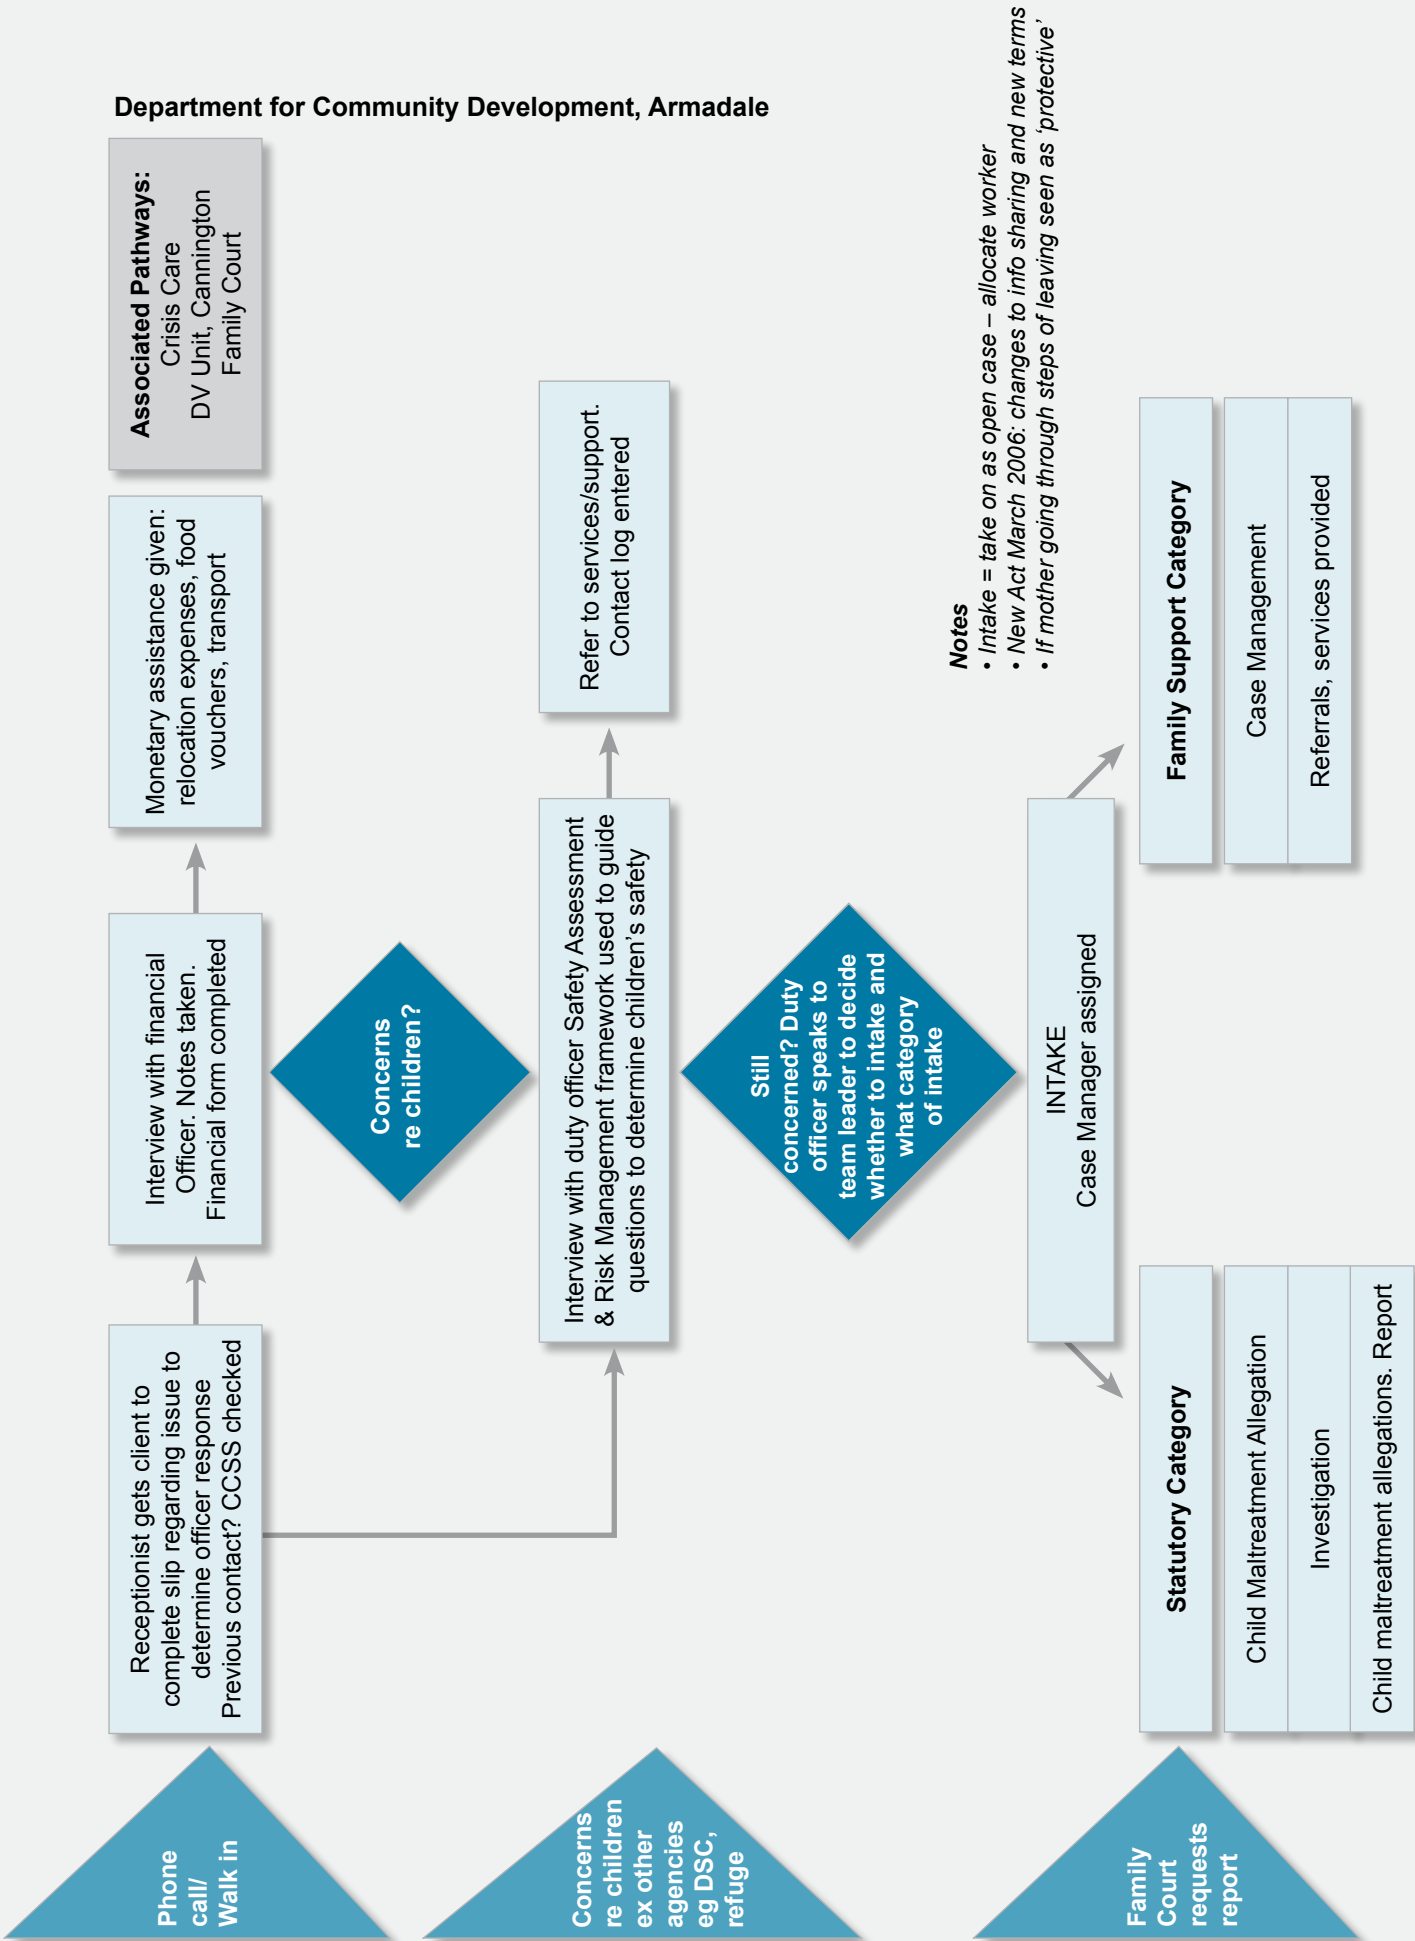 Department for Community Development, Armadale
Phone
call/
Walk in
Receptionist gets client to
complete slip regarding issue to
determine officer response
Previous contact? CCSS checked
Interview with financial
Officer. Notes taken.
Financial form completed
Monetary assistance given:
relocation expenses, food
vouchers, transport
Associated Pathways:
Crisis Care
DV Unit, Cannington
Family Court
Concerns
re children?
Concerns
re children
ex other
agencies
eg DSC,
refuge
Interview with duty officer Safety Assessment
& Risk Management framework used to guide
questions to determine children’s safety
Refer to services/support.
Contact log entered
Still
concerned? Duty
officer speaks to
team leader to decide
whether to intake and
what category
of intake
Notes
• Intake = take on as open case – allocate worker
• New Act March 2006: changes to info sharing and new terms
• If mother going through steps of leaving seen as ‘protective’
INTAKE
Case Manager assigned
Family
Court
requests
report
Statutory Category
Child Maltreatment Allegation
Investigation
Child maltreatment allegations. Report
Family Support Category
Case Management
Referrals, services provided